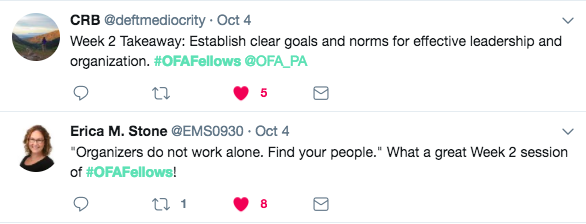 CRB @deftmediocrity · Oct 4
Week 2 Takeaway: Establish clear goals and norms for effective leadership and
organization. #OFAFellows @OFA_PA
5
Erica M. Stone @EMS0930 · Oct 4
"Organizers do not work alone. Find your people." What a great Week 2 session
of #OFAFellows!
1 8